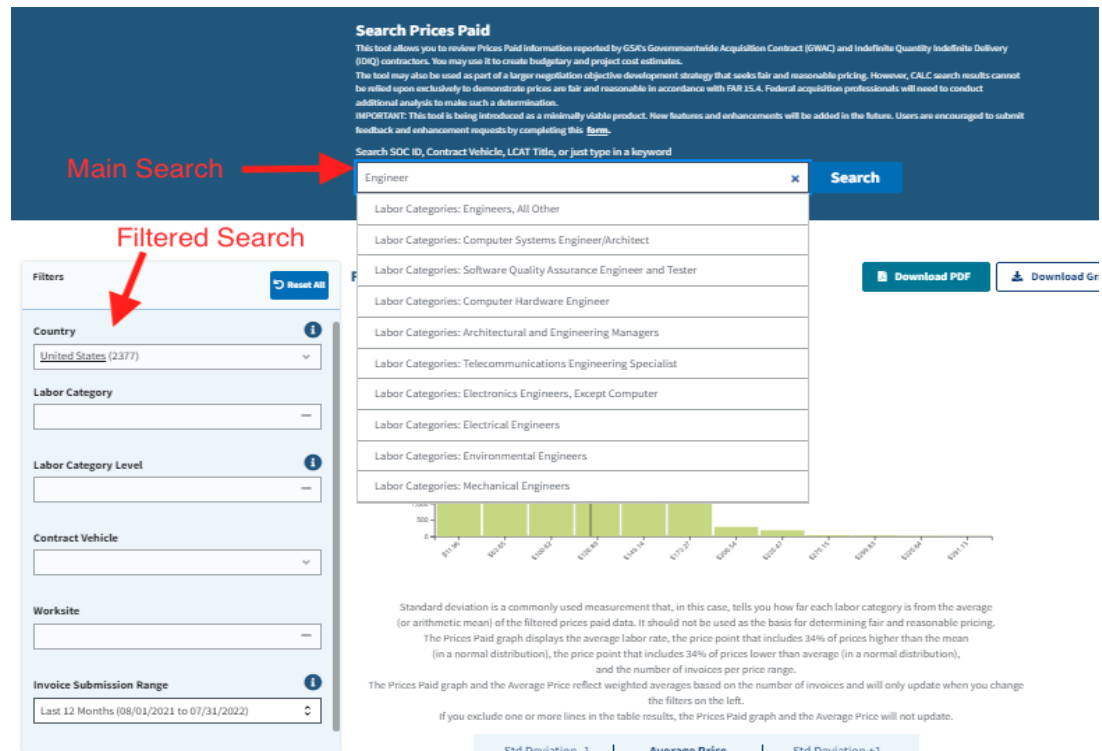 Search Prices Paid
This tool allows you to review Prices Paid information reported by GSA's Governmentwide Acquisition Contract (GWAC) and Indefinite Quantity Indefinite Delivery
(IDIQ) contractors. You may use it to create budgetary and project cost estimates.
The tool may also be used as part of a larger negotiation objective development strategy that seeks fair and reasonable pricing. However, CALC search results cannot
be relied upon exclusively to demonstrate prices are fair and reasonable in accordance with FAR 15.4. Federal acquisition professionals will need to conduct
additional analysis to make such a determination.
IMPORTANT: This tool is being introduced as a minimally viable product. New features and enhancements will be added in the future. Users are encouraged to submit
feedback and enhancement requests by completing this form.
Search SOC ID, Contract Vehicle, LCAT Title, or just type in a keyword
Main Search
Engineer
Search
Labor Categories: Engineers, All Other
Labor Categories: Computer Systems Engineer/Architect
Labor Categories: Software Quality Assurance Engineer and Tester
Labor Categories: Computer Hardware Engineer
Labor Categories: Architectural and Engineering Managers
Labor Categories: Telecommunications Engineering Specialist
Labor Categories: Electronics Engineers, Except Computer
Labor Categories: Electrical Engineers
Labor Categories: Environmental Engineers
Labor Categories: Mechanical Engineers
Filtered Search
Filters
Reset All
Download PDF
Download Gr
Country
United States (2377)
Labor Category
Labor Category Level
Contract Vehicle
Worksite
Invoice Submission Range
Last 12 Months (08/01/2021 to 07/31/2022)
500
0
Standard deviation is a commonly used measurement that, in this case, tells you how far each labor category is from the average
(or arithmetic mean) of the filtered prices paid data. It should not be used as the basis for determining fair and reasonable pricing.
The Prices Paid graph displays the average labor rate, the price point that includes 34% of prices higher than the mean
(in a normal distribution), the price point that includes 34% of prices lower than average (in a normal distribution),
and the number of invoices per price range.
The Prices Paid graph and the Average Price reflect weighted averages based on the number of invoices and will only update when you change
the filters on the left.
If you exclude one or more lines in the table results, the Prices Paid graph and the Average Price will not update.
Std Deviation -1
Average Price
Std Deviation +1